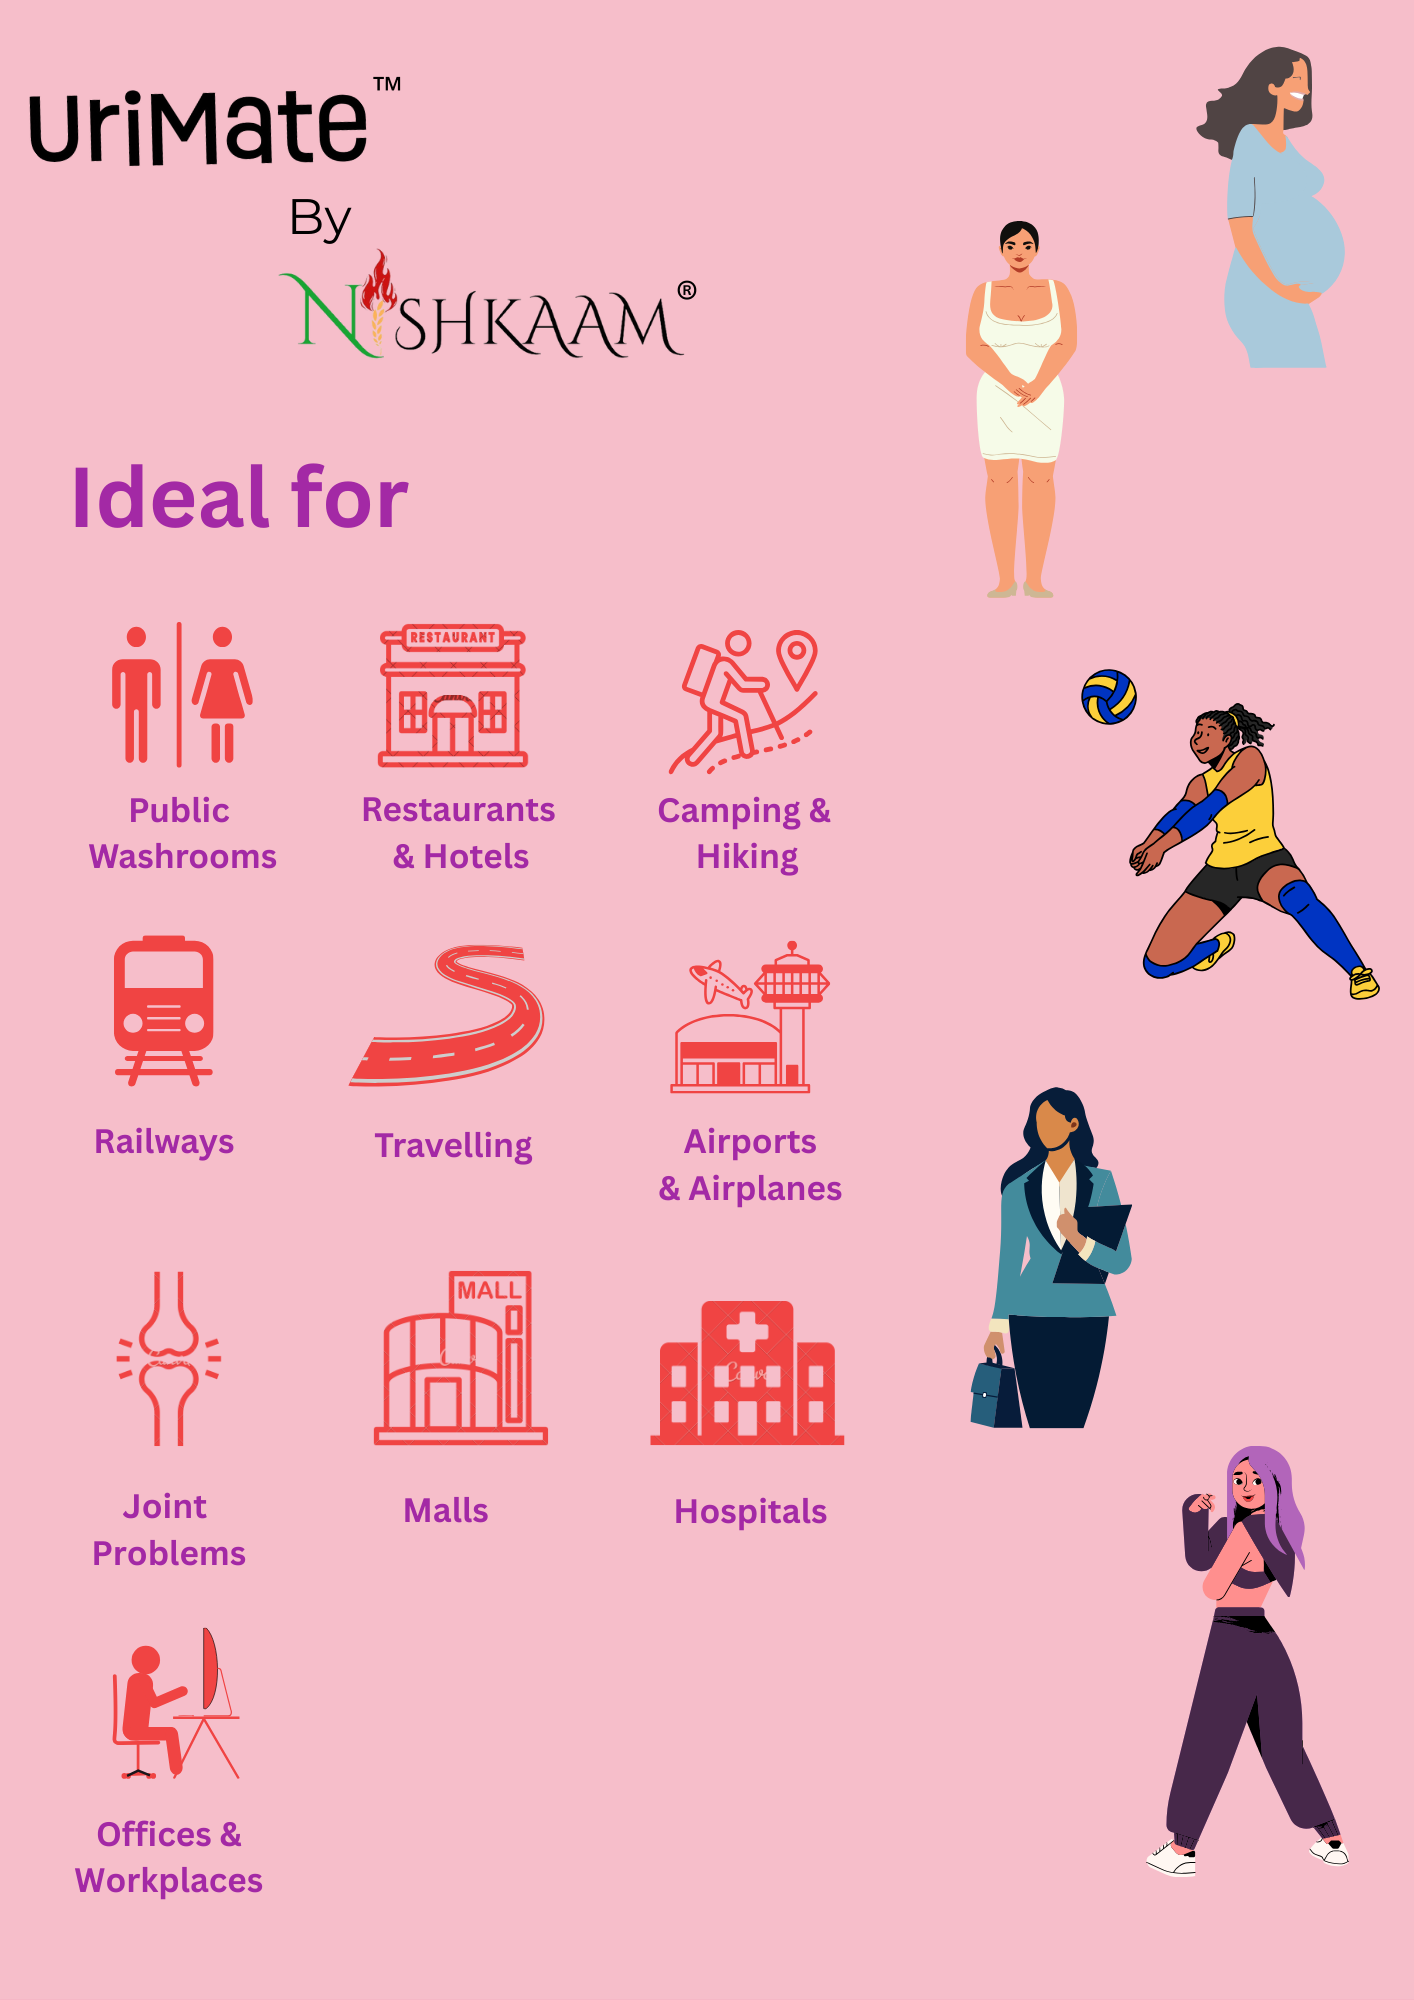 UriMate™
By
NISHKAAM®
Ideal for
RESTAURANT
Public
Washrooms
Restaurants
& Hotels
Camping &
Hiking
Railways
Travelling
Airports
& Airplanes
MALL
Joint
Problems
Malls
Hospitals
Offices &
Workplaces